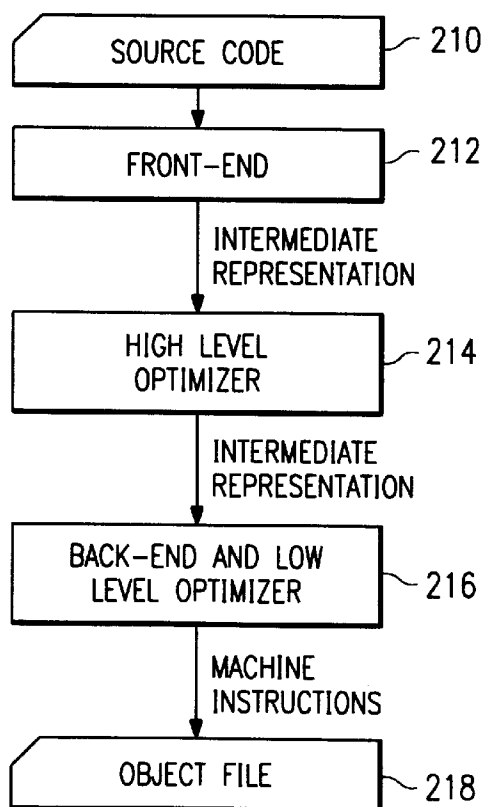 SOURCE CODE
210
FRONT-END
212
INTERMEDIATE
REPRESENTATION
HIGH LEVEL
OPTIMIZER
214
INTERMEDIATE
REPRESENTATION
BACK-END AND LOW
LEVEL OPTIMIZER
216
MACHINE
INSTRUCTIONS
OBJECT FILE
218